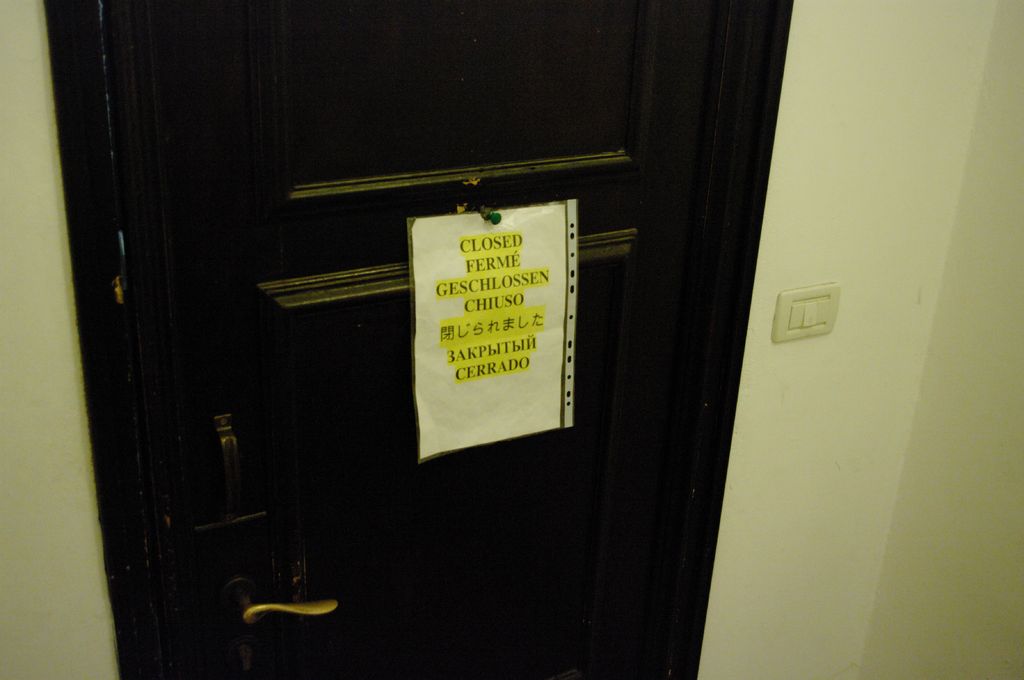 CLOSED
FERMÉ
GESCHLOSSEN
CHIUSO
閉じられました
ЗАКРЫТЫЙ
CERRADO